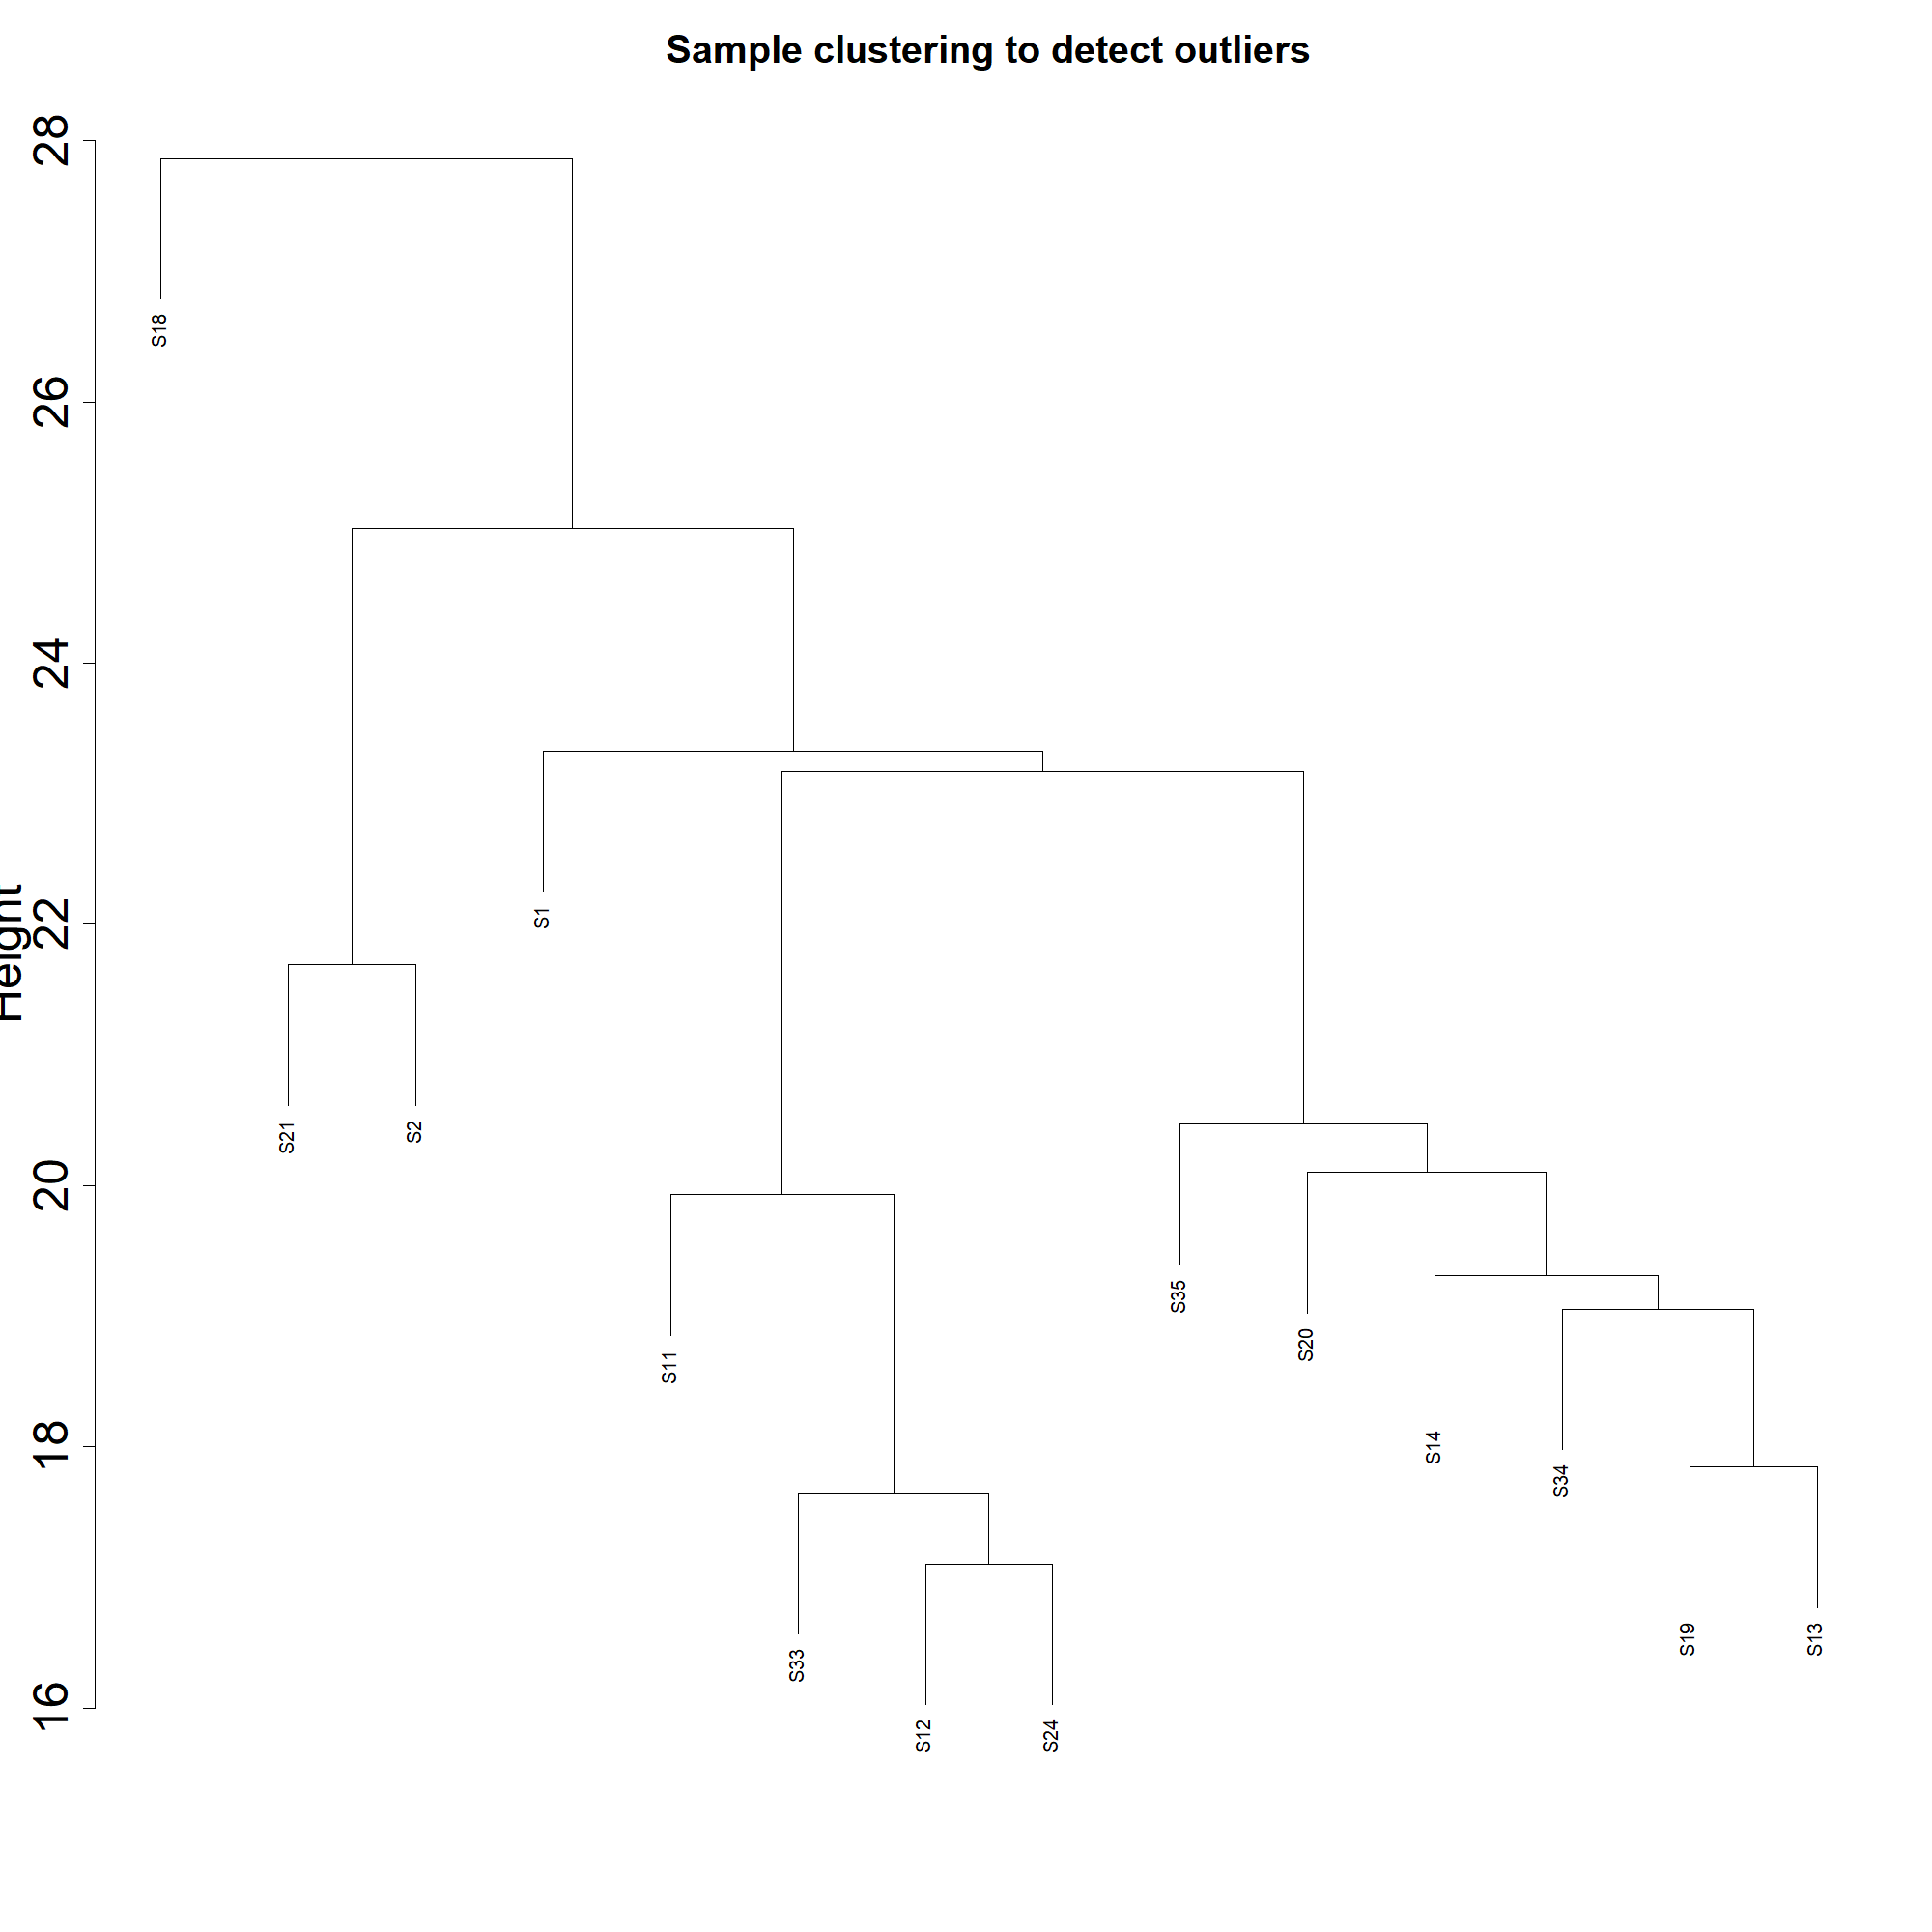 Sample clustering to detect outliers
Height
28
26
24
22
20
18
16
S18
S21
S2
S1
S11
S33
S12
S24
S35
S20
S14
S34
S19
S13